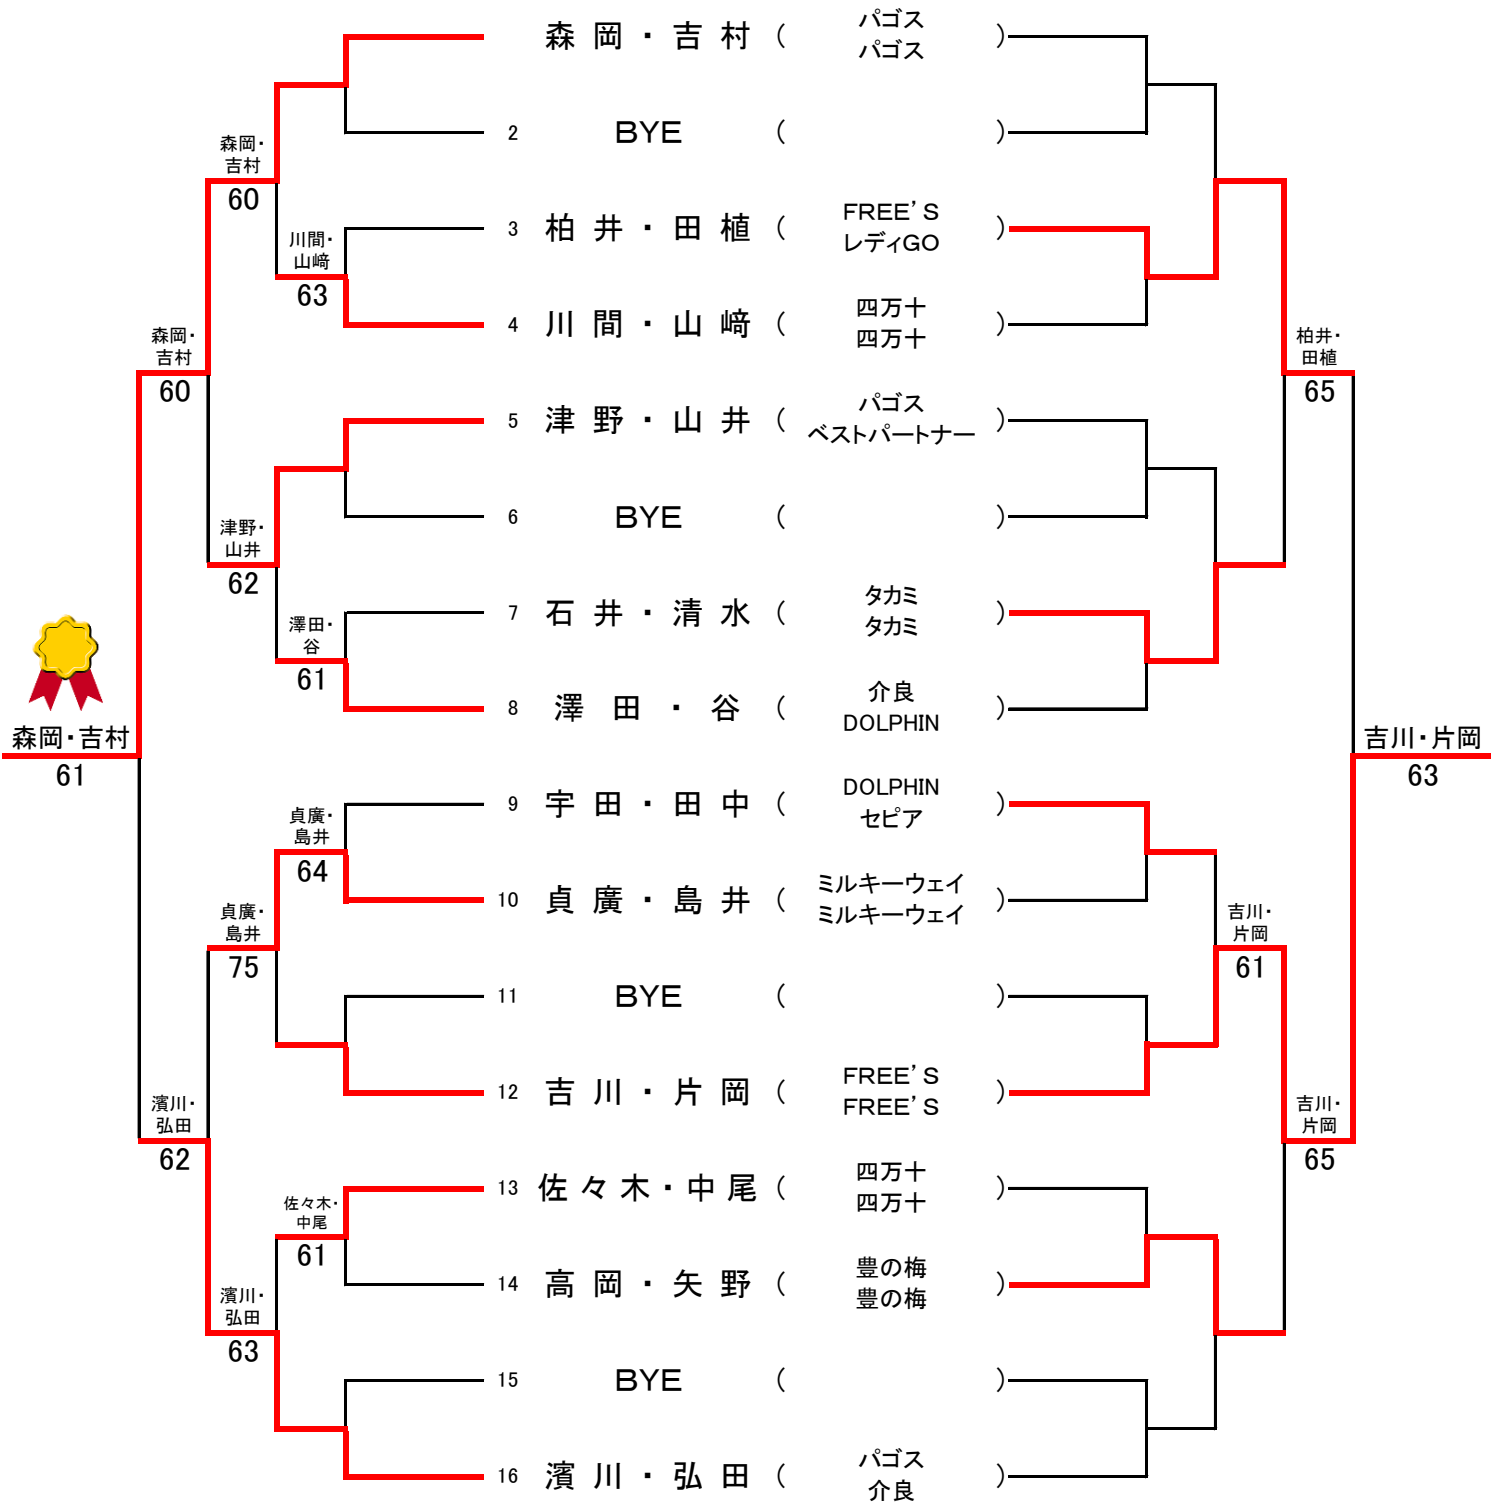 森岡・吉村（
パゴス
パゴス
）
2 BYE （ ）
3 柏井・田植（
FREE'S
レディGO
）
4 川間・山﨑（
四万十
四万十
）
5 津野・山井（
パゴス
ベストパートナー
）
6 BYE （ ）
7 石井・清水（
タカミ
タカミ
）
8 澤田・谷（
介良
DOLPHIN
）
9 宇田・田中（
DOLPHIN
セピア
）
10 貞廣・島井（
ミルキーウェイ
ミルキーウェイ
）
11 BYE （ ）
12 吉川・片岡（
FREE'S
FREE'S
）
13 佐々木・中尾（
四万十
四万十
）
14 高岡・矢野（
豊の梅
豊の梅
）
15 BYE （ ）
16 濱川・弘田（
パゴス
介良
）
森岡・
吉村
60
川間・
山﨑
63
森岡・
吉村
60
津野・
山井
62
澤田・
谷
61
森岡・吉村
61
貞廣・
島井
64
貞廣・
島井
75
濱川・
弘田
62
佐々木・
中尾
61
濱川・
弘田
63
柏井・
田植
65
吉川・片岡
63
吉川・
片岡
61
吉川・
片岡
65